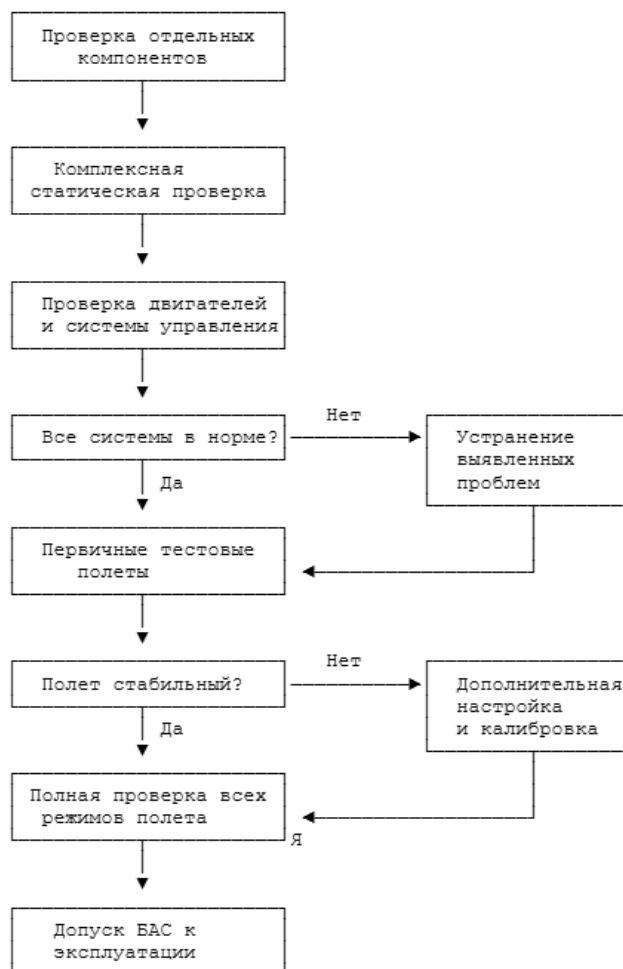 Проверка отдельных
компонентов
Комплексная
статическая проверка
Проверка двигателей
и системы управления
Все системы в норме?
Нет
Устранение
выявленных
проблем
Да
Первичные тестовые
полеты
Полет стабильный?
Нет
Дополнительная
настройка
и калибровка
Да
Полная проверка всех
режимов полета
Я
Допуск БАС к
эксплуатации